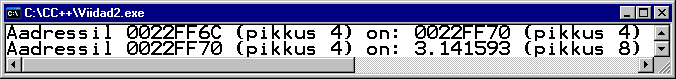 C:\CC++\Viidad2.exe
Aadressil 0022FF6C (pikkus 4) on: 0022FF70 (pikkus 4)
Aadressil 0022FF70 (pikkus 4) on: 3.141593 (pikkus 8)